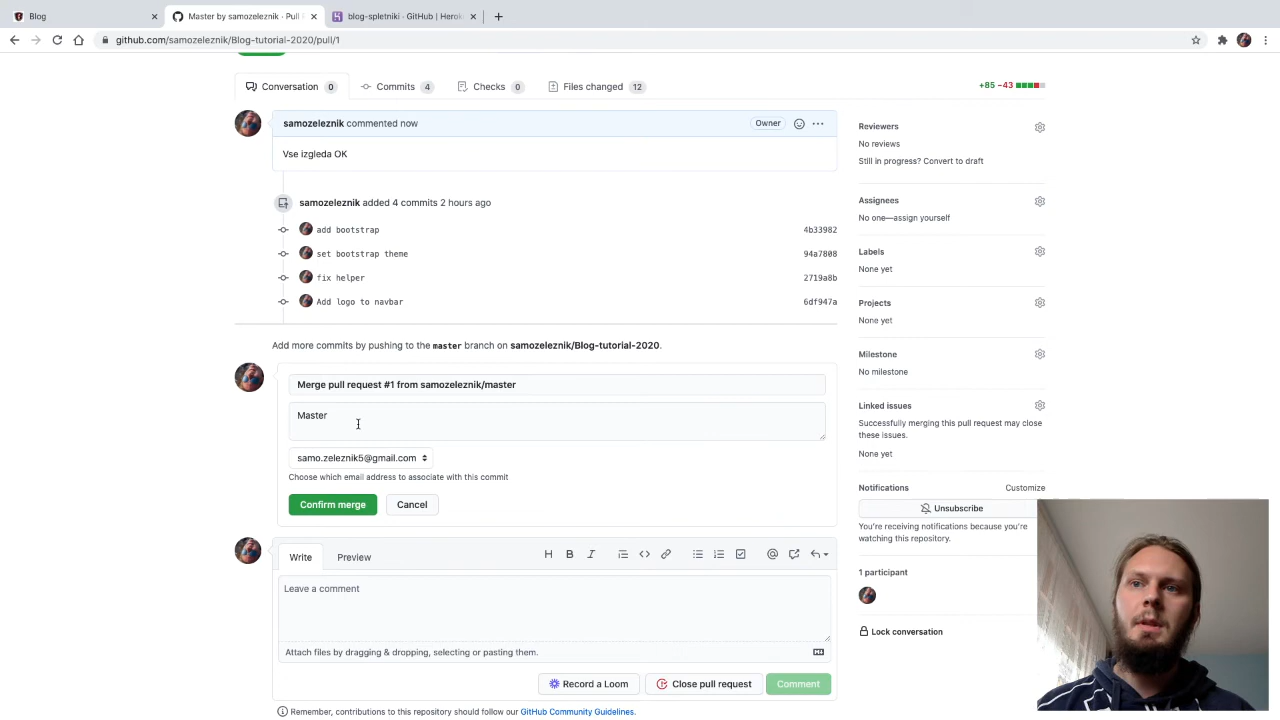 Blog
Master by samozeleznik · Pull R
blog-spletniki · GitHub | Herok
github.com/samozeleznik/Blog-tutorial-2020/pull/1
Conversation 0
Commits 4
Checks 0
Files changed 12
+85 −43
samozeleznik commented now
Owner
Vse izgleda OK
samozeleznik added 4 commits 2 hours ago
add bootstrap 4b33982
set bootstrap theme 94a7808
fix helper 2719a8b
Add logo to navbar 6df947a
Add more commits by pushing to the master branch on samozeleznik/Blog-tutorial-2020.
Merge pull request #1 from samozeleznik/master
Master
samo.zeleznik5@gmail.com
Choose which email address to associate with this commit
Confirm merge
Cancel
Write
Preview
Leave a comment
Attach files by dragging & dropping, selecting or pasting them.
Record a Loom
Close pull request
Comment
Remember, contributions to this repository should follow our GitHub Community Guidelines.
Reviewers
No reviews
Still in progress? Convert to draft
Assignees
No one—assign yourself
Labels
None yet
Projects
None yet
Milestone
No milestone
Linked issues
Successfully merging this pull request may close
these issues.
None yet
Notifications
Customize
Unsubscribe
You're receiving notifications because you're
watching this repository.
1 participant
Lock conversation